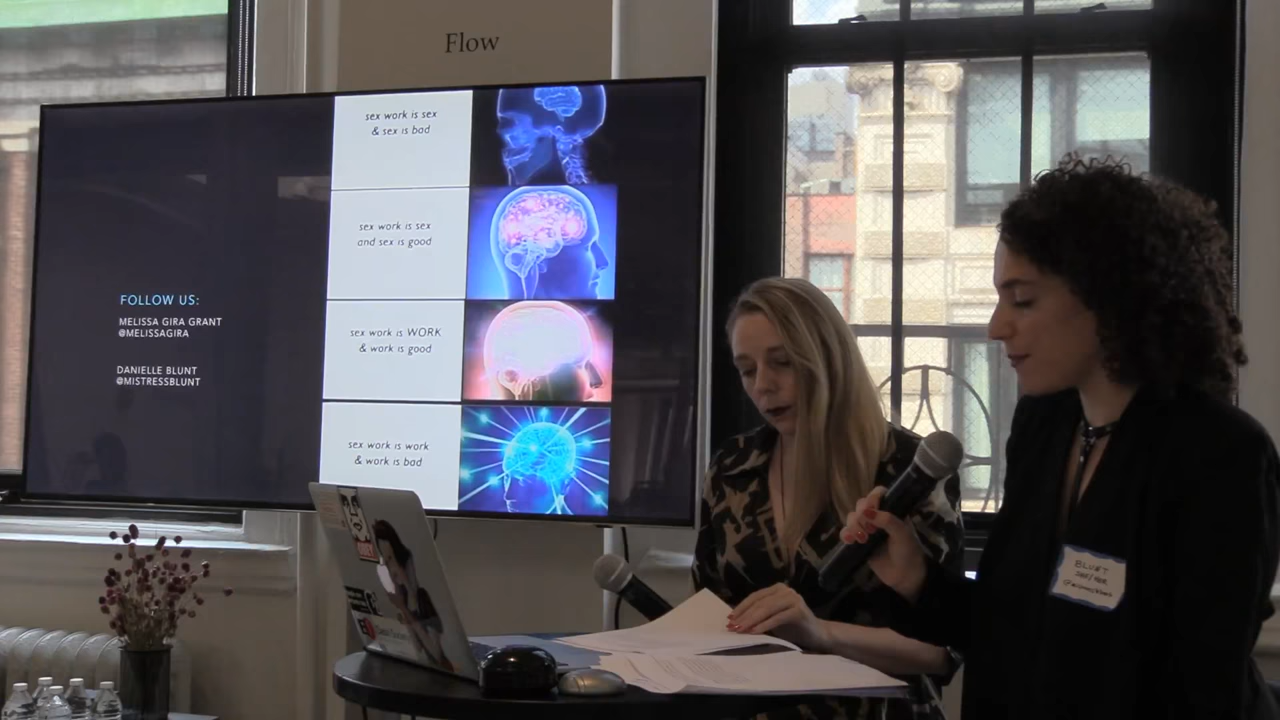 Flow
sex work is sex
& sex is bad
sex work is sex
and sex is good
sex work is WORK
& work is good
sex work is work
& work is bad
FOLLOW US:
MELISSA GIRA GRANT
@MELISSAGIRA
DANIELLE BLUNT
@MISTRESSBLUNT
BLUNT
SHE/HER